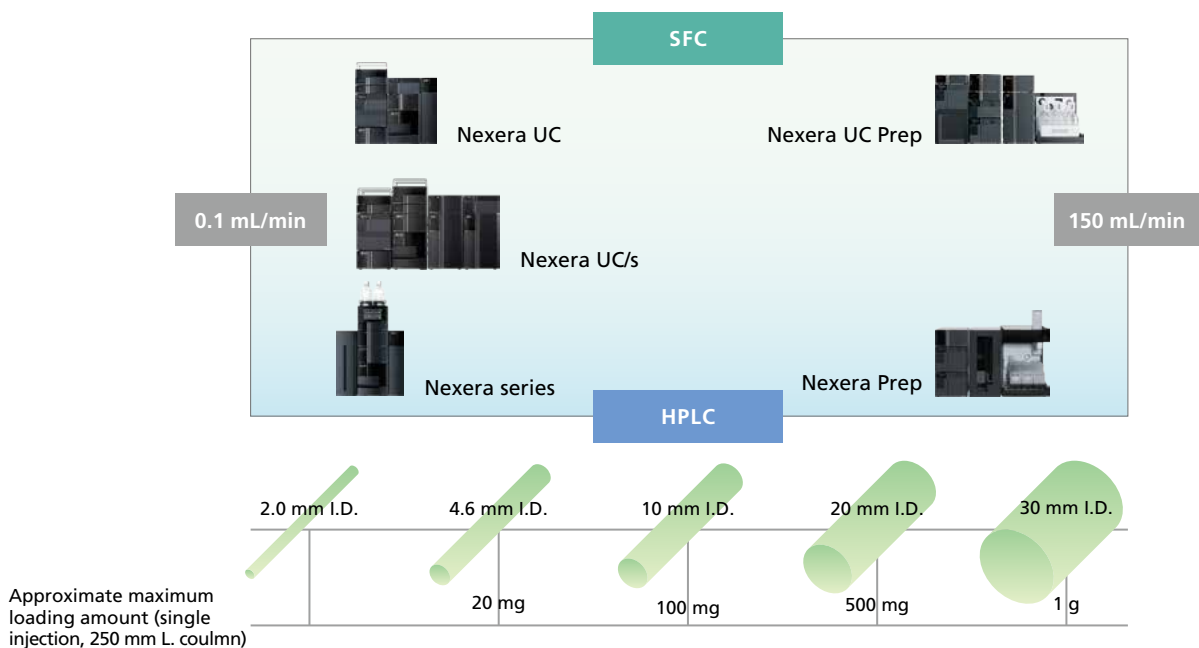 SFC
Nexera UC
Nexera UC Prep
0.1 mL/min
150 mL/min
Nexera UC/s
Nexera series
Nexera Prep
HPLC
2.0 mm I.D.
4.6 mm I.D.
10 mm I.D.
20 mm I.D.
30 mm I.D.
Approximate maximum
loading amount (single
injection, 250 mm L. coulmn)
20 mg
100 mg
500 mg
1 g